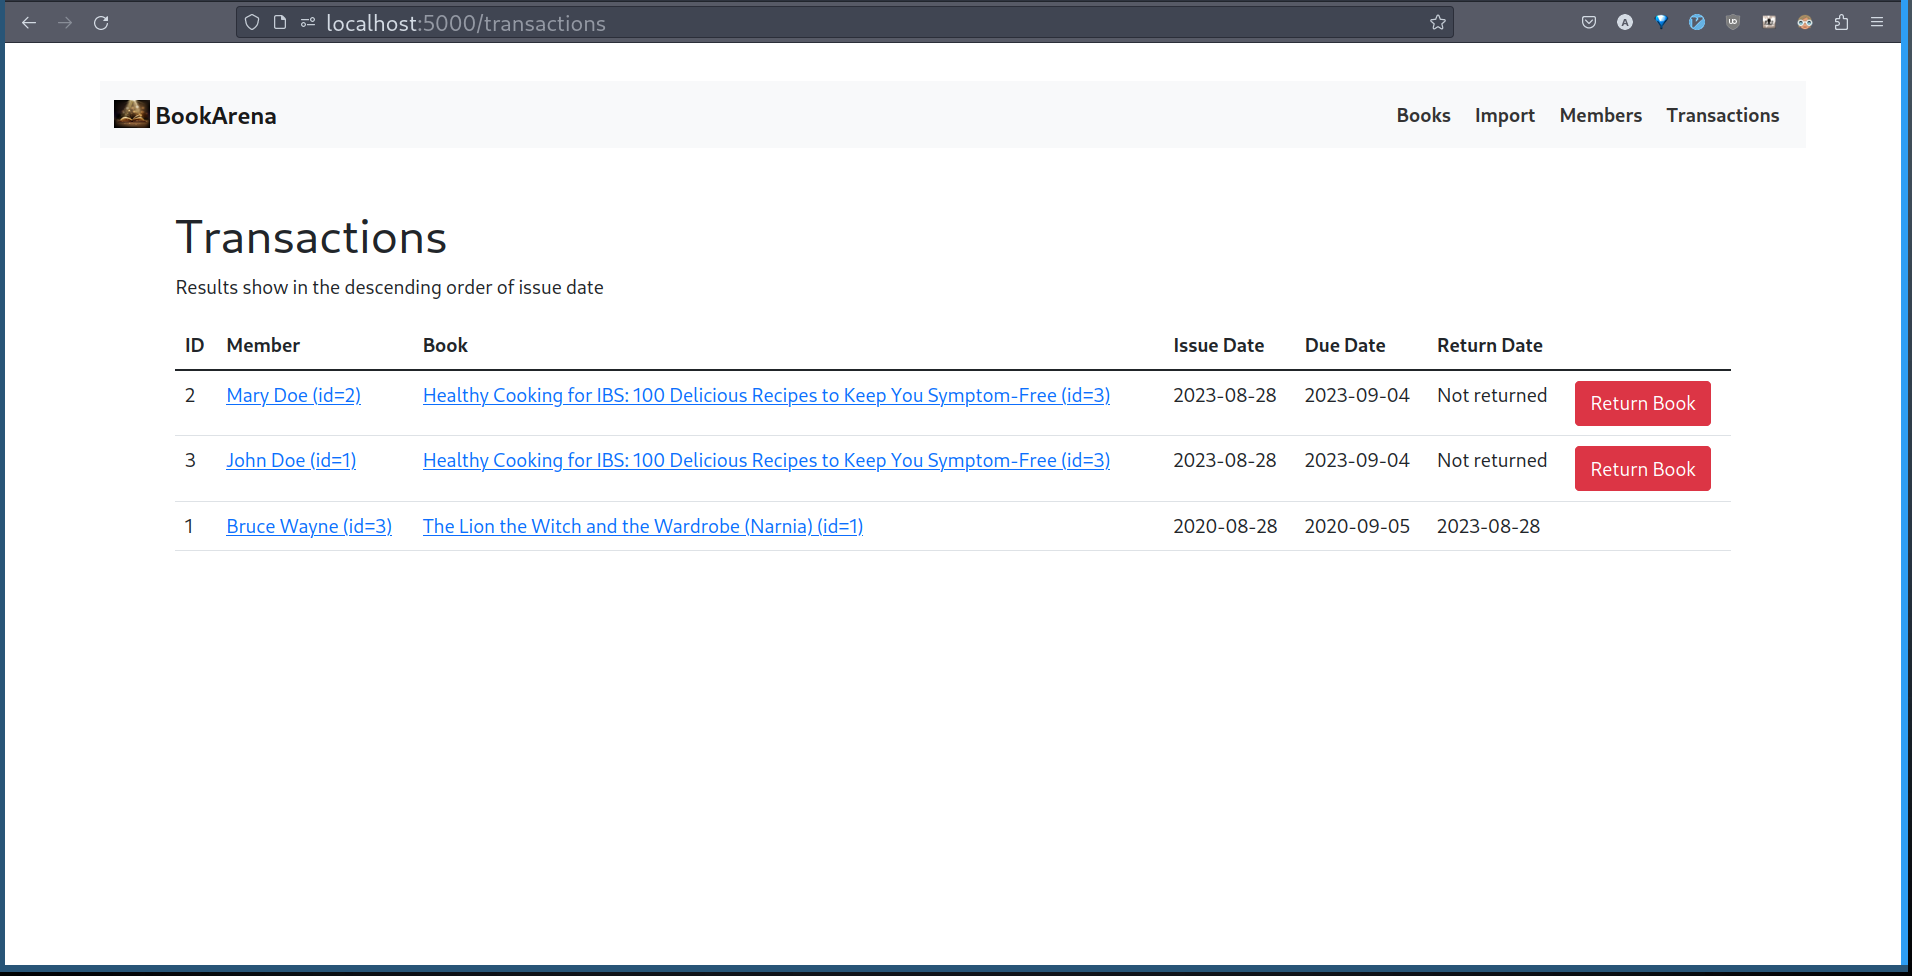 localhost:5000/transactions
BookArena
Books Import Members Transactions
Transactions
Results show in the descending order of issue date
ID Member Book Issue Date Due Date Return Date
2 Mary Doe (id=2) Healthy Cooking for IBS: 100 Delicious Recipes to Keep You Symptom-Free (id=3) 2023-08-28 2023-09-04 Not returned Return Book
3 John Doe (id=1) Healthy Cooking for IBS: 100 Delicious Recipes to Keep You Symptom-Free (id=3) 2023-08-28 2023-09-04 Not returned Return Book
1 Bruce Wayne (id=3) The Lion the Witch and the Wardrobe (Narnia) (id=1) 2020-08-28 2020-09-05 2023-08-28